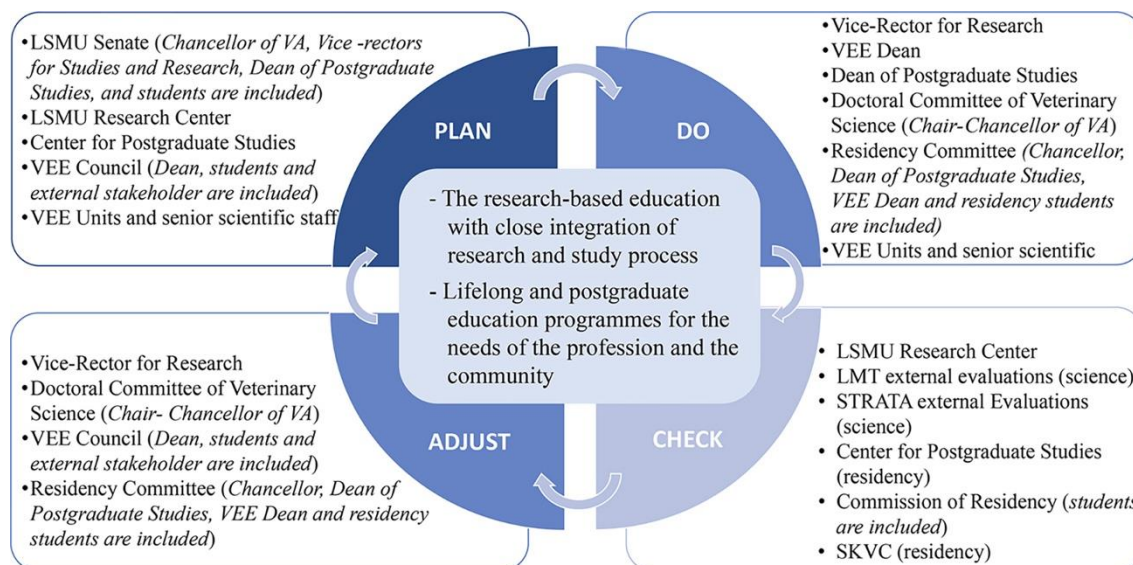 •LSMU Senate (Chancellor of VA, Vice -rectors
for Studies and Research, Dean of Postgraduate
Studies, and students are included)
•LSMU Research Center
•Center for Postgraduate Studies
•VEE Council (Dean, students and
external stakeholder are included)
•VEE Units and senior scientific staff
PLAN
DO
•Vice-Rector for Research
•VEE Dean
•Dean of Postgraduate Studies
•Doctoral Committee of Veterinary
Science (Chair-Chancellor of VA)
•Residency Committee (Chancellor,
Dean of Postgraduate Studies,
VEE Dean and residency students
are included)
•VEE Units and senior scientific
- The research-based education
with close integration of
research and study process
- Lifelong and postgraduate
education programmes for the
needs of the profession and the
community
•Vice-Rector for Research
•Doctoral Committee of Veterinary
Science (Chair- Chancellor of VA)
•VEE Council (Dean, students and
external stakeholder are included)
•Residency Committee (Chancellor, Dean of
Postgraduate Studies, VEE Dean and residency
students are included)
ADJUST
CHECK
• LSMU Research Center
• LMT external evaluations (science)
• STRATA external Evaluations
(science)
• Center for Postgraduate Studies
(residency)
• Commission of Residency (students
are included)
• SKVC (residency)